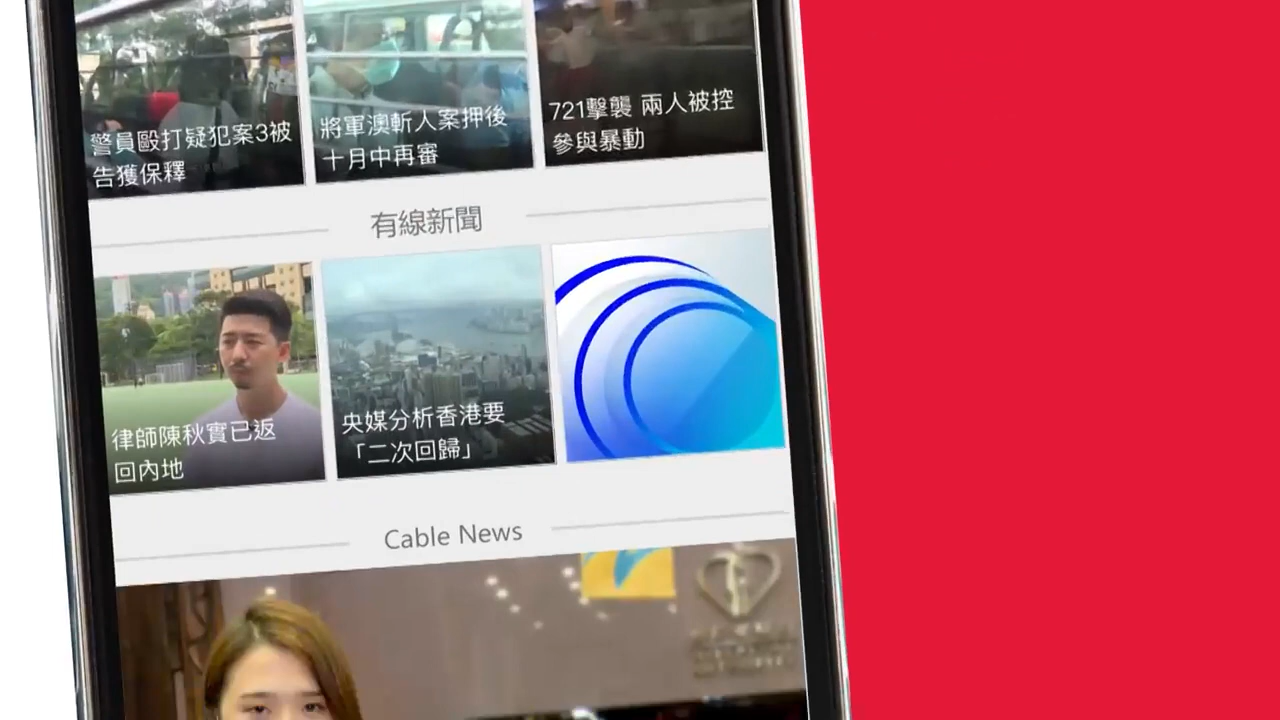 警員毆打疑犯案3被
告獲保釋
將軍澳斬人案押後
十月中再審
721擊襲 兩人被控
參與暴動
有線新聞
律師陳秋實已返
回內地
央媒分析香港要
「二次回歸」
Cable News